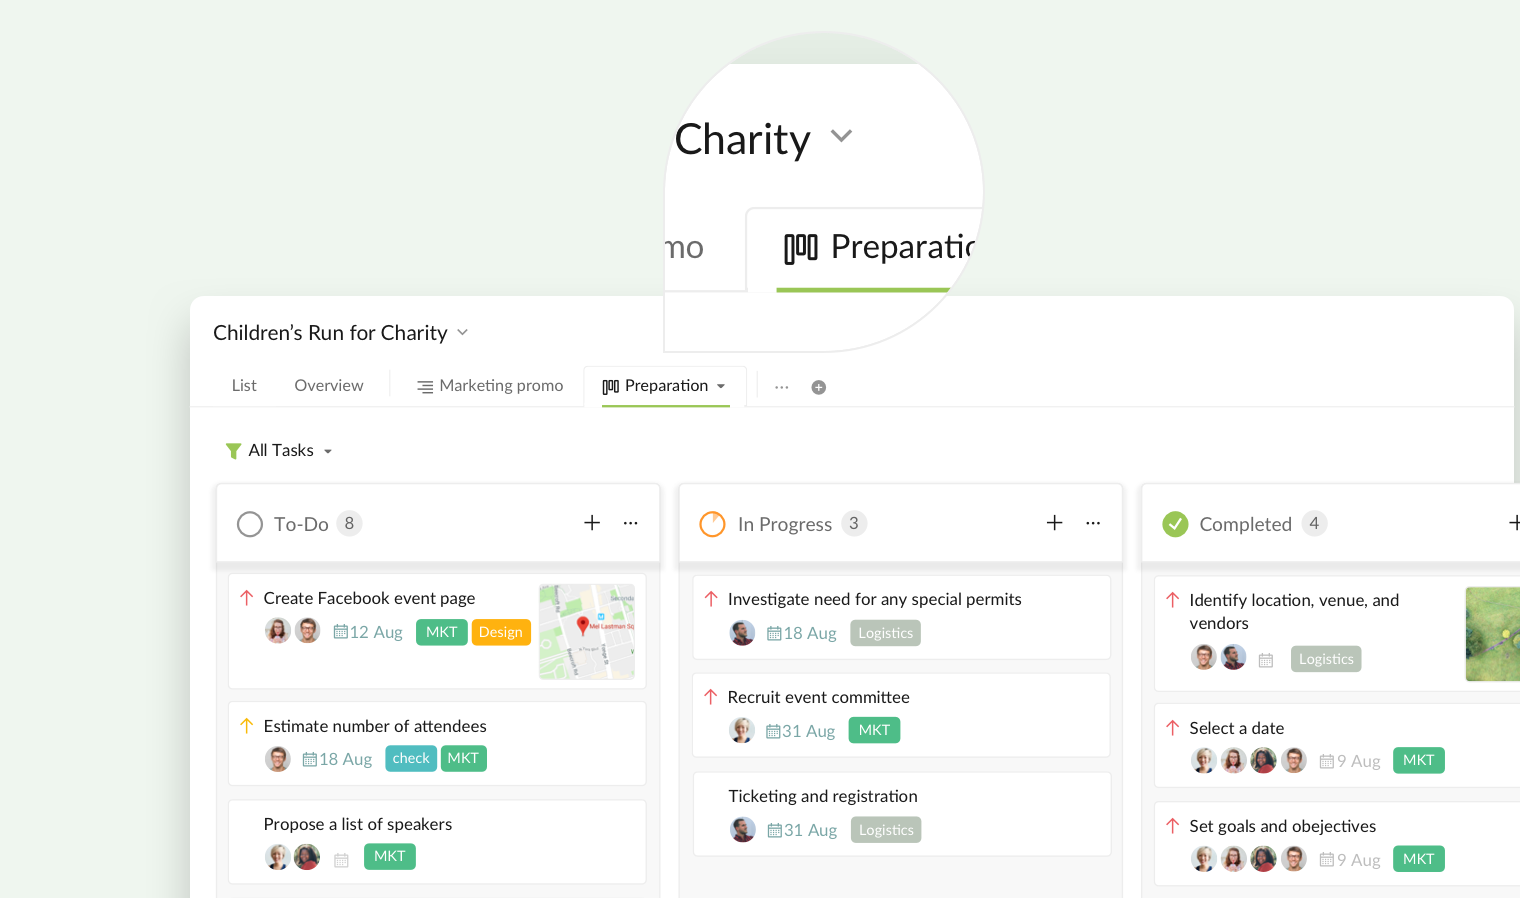 Charity
mo
Preparatio
Children's Run for Charity
List Overview Marketing promo Preparation ...
All Tasks
To-Do 8
Create Facebook event page
12 Aug MKT Design
Mel Lastman Sq
Estimate number of attendees
18 Aug check MKT
Propose a list of speakers
MKT
In Progress 3
Investigate need for any special permits
18 Aug Logistics
Recruit event committee
31 Aug MKT
Ticketing and registration
31 Aug Logistics
Completed 4
Identify location, venue, and
vendors
Logistics
Select a date
9 Aug MKT
Set goals and obejectives
9 Aug MKT